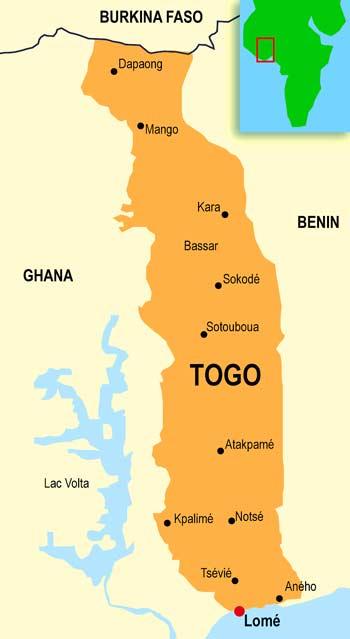 BURKINA FASO
Dapaong
Mango
Kara
BENIN
Bassar
GHANA
Sokodé
Sotouboua
TOGO
Atakpamé
Lac Volta
Kpalimé
Notsé
Tsévié
Aného
Lomé